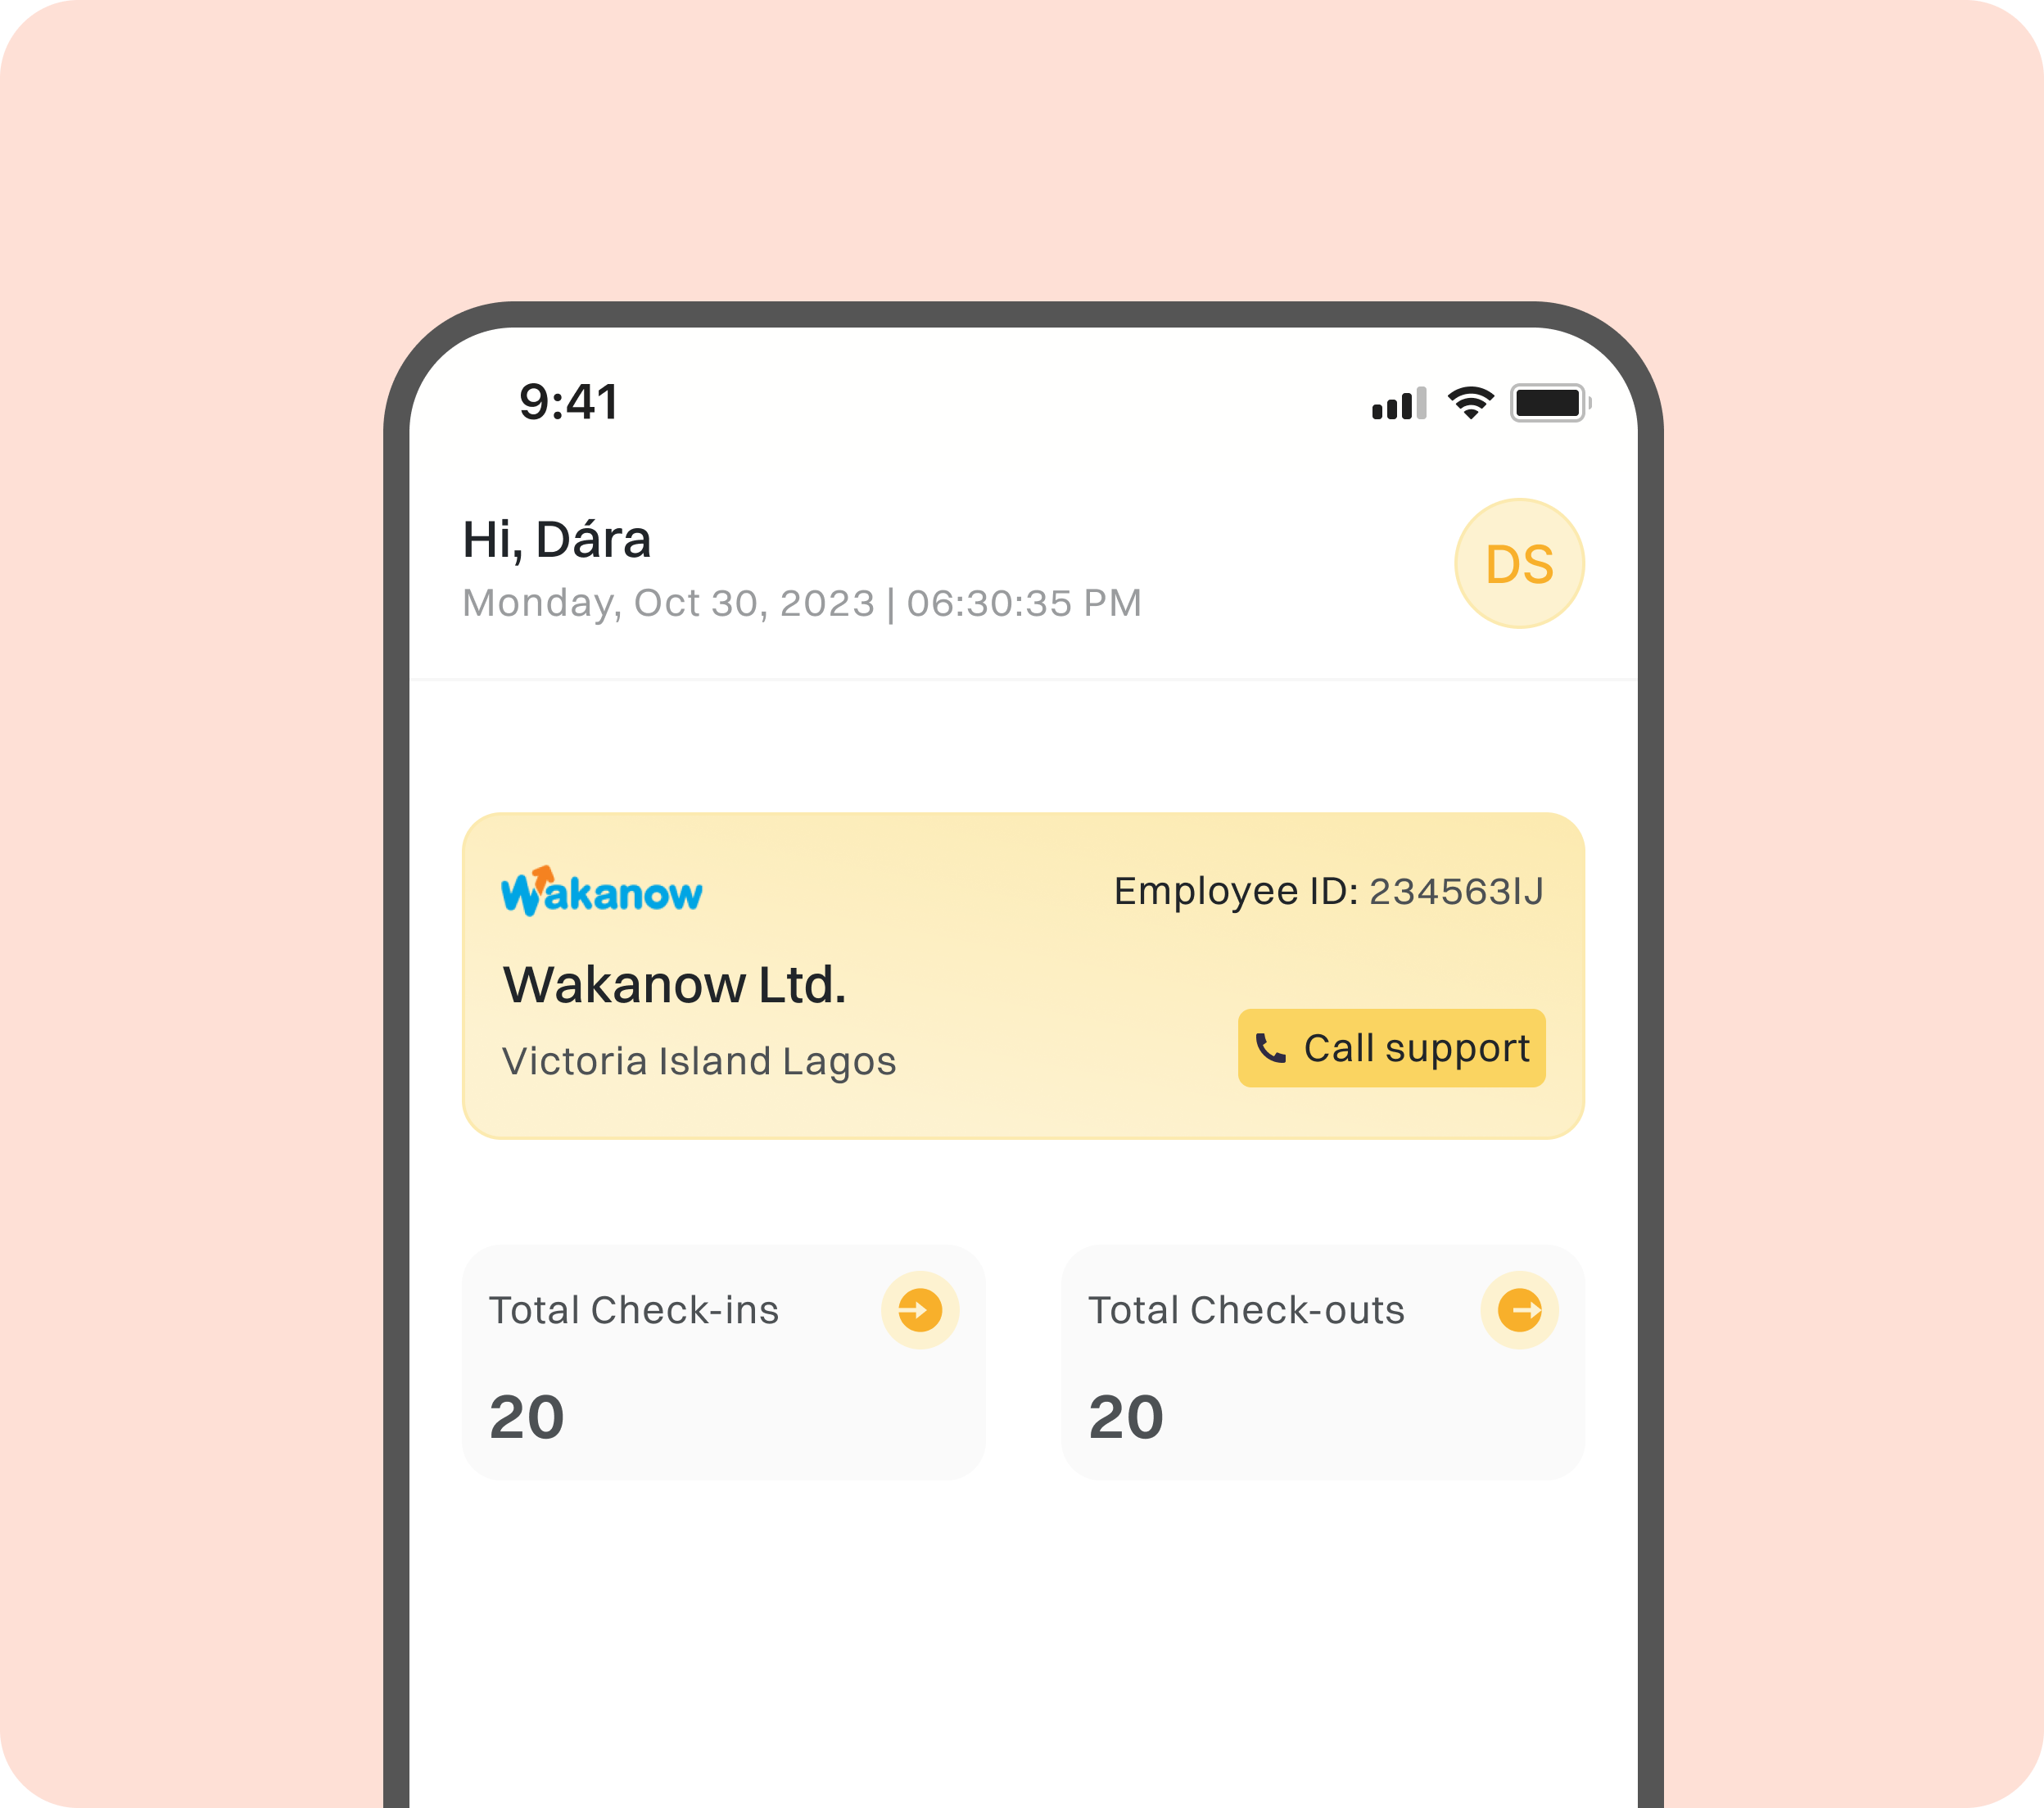 9:41
Hi, Dára
Monday, Oct 30, 2023 | 06:30:35 PM
DS
Wakanow
Employee ID: 234563IJ
Wakanow Ltd.
Victoria Island Lagos
Call support
Total Check-ins
20
Total Check-outs
20